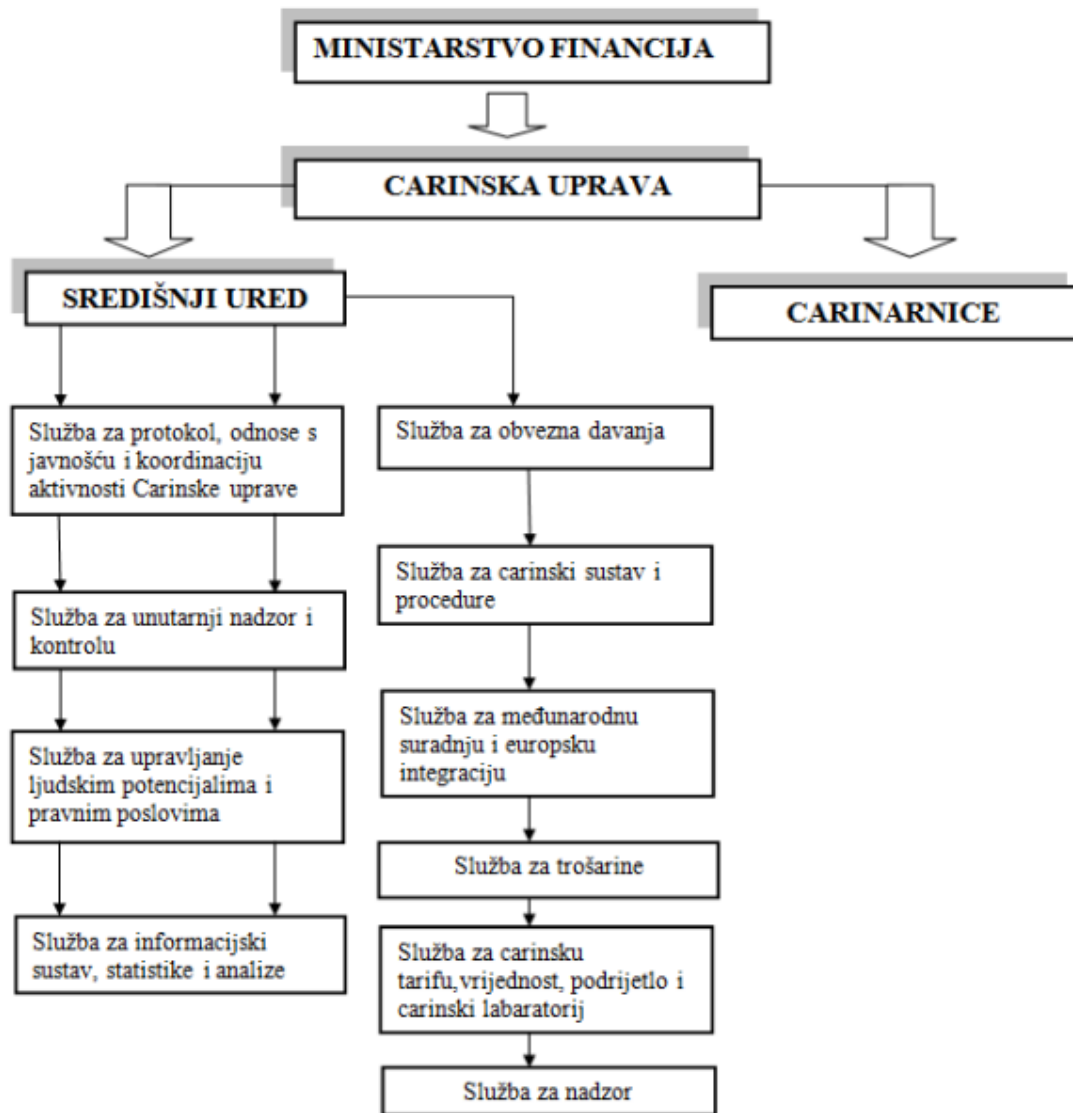 MINISTARSTVO FINANCIJA
CARINSKA UPRAVA
SREDIŠNJI URED
CARINARNICE
Služba za protokol, odnose s
javnošću i koordinaciju
aktivnosti Carinske uprave
Služba za unutarnji nadzor i
kontrolu
Služba za upravljanje
ljudskim potencijalima i
pravnim poslovima
Služba za informacijski
sustav, statistike i analize
Služba za obvezna davanja
Služba za carinski sustav i
procedure
Služba za međunarodnu
suradnju i europsku
integraciju
Služba za trošarine
Služba za carinsku
tarifu,vrijednost, podrijetlo i
carinski labaratorij
Služba za nadzor